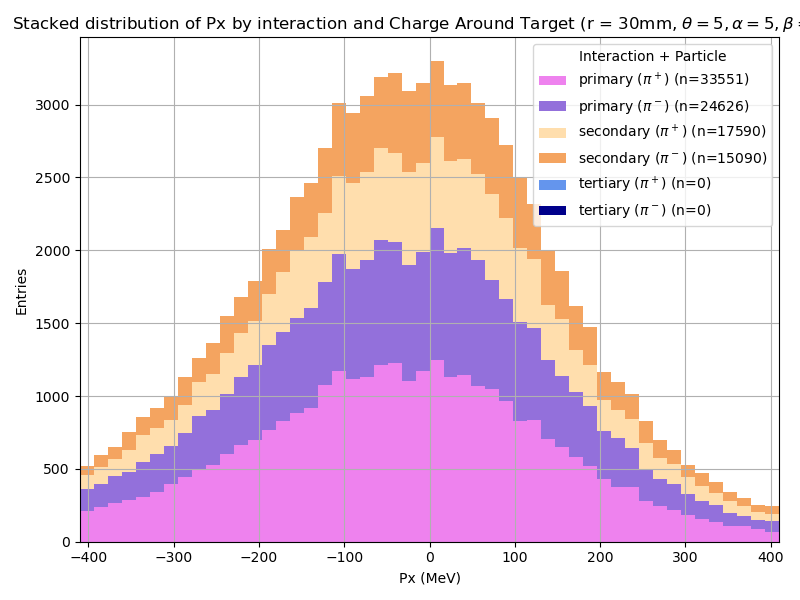 Stacked distribution of Px by interaction and Charge Around Target (r = 30mm, θ = 5, α = 5, β =
Interaction + Particle
primary (π⁺) (n=33551)
primary (π⁻) (n=24626)
secondary (π⁺) (n=17590)
secondary (π⁻) (n=15090)
tertiary (π⁺) (n=0)
tertiary (π⁻) (n=0)
3000
2500
2000
1500
1000
500
0
Entries
−400 −300 −200 −100 0 100 200 300 400
Px (MeV)